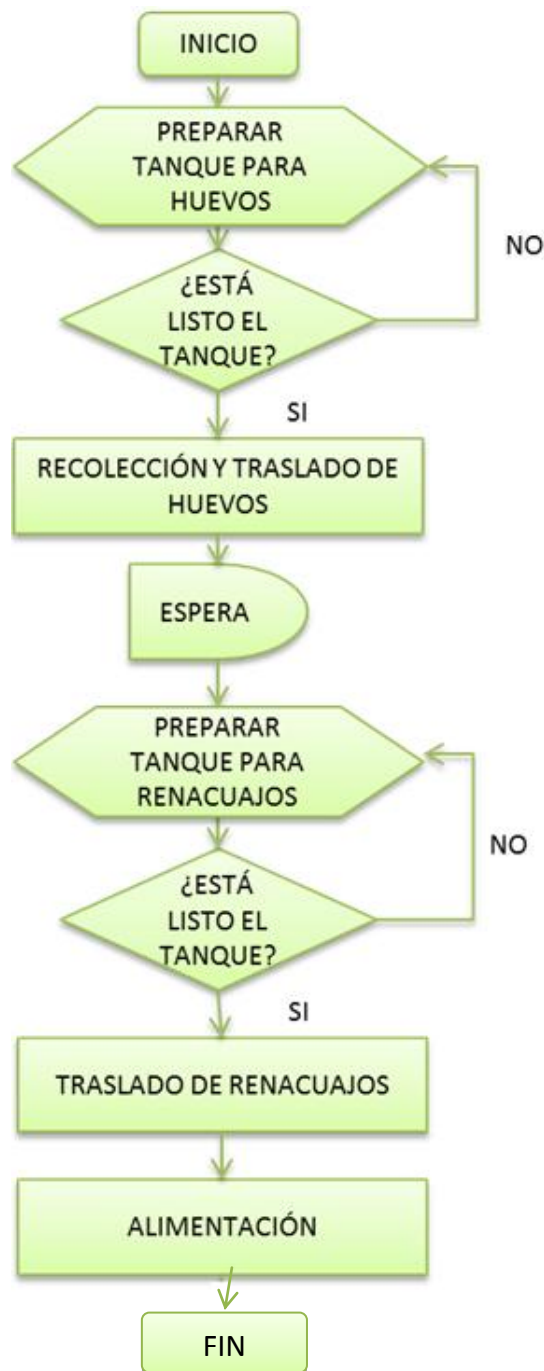 INICIO
PREPARAR
TANQUE PARA
HUEVOS
NO
¿ESTÁ
LISTO EL
TANQUE?
SI
RECOLECCIÓN Y TRASLADO DE
HUEVOS
ESPERA
PREPARAR
TANQUE PARA
RENACUAJOS
NO
¿ESTÁ
LISTO EL
TANQUE?
SI
TRASLADO DE RENACUAJOS
ALIMENTACIÓN
FIN